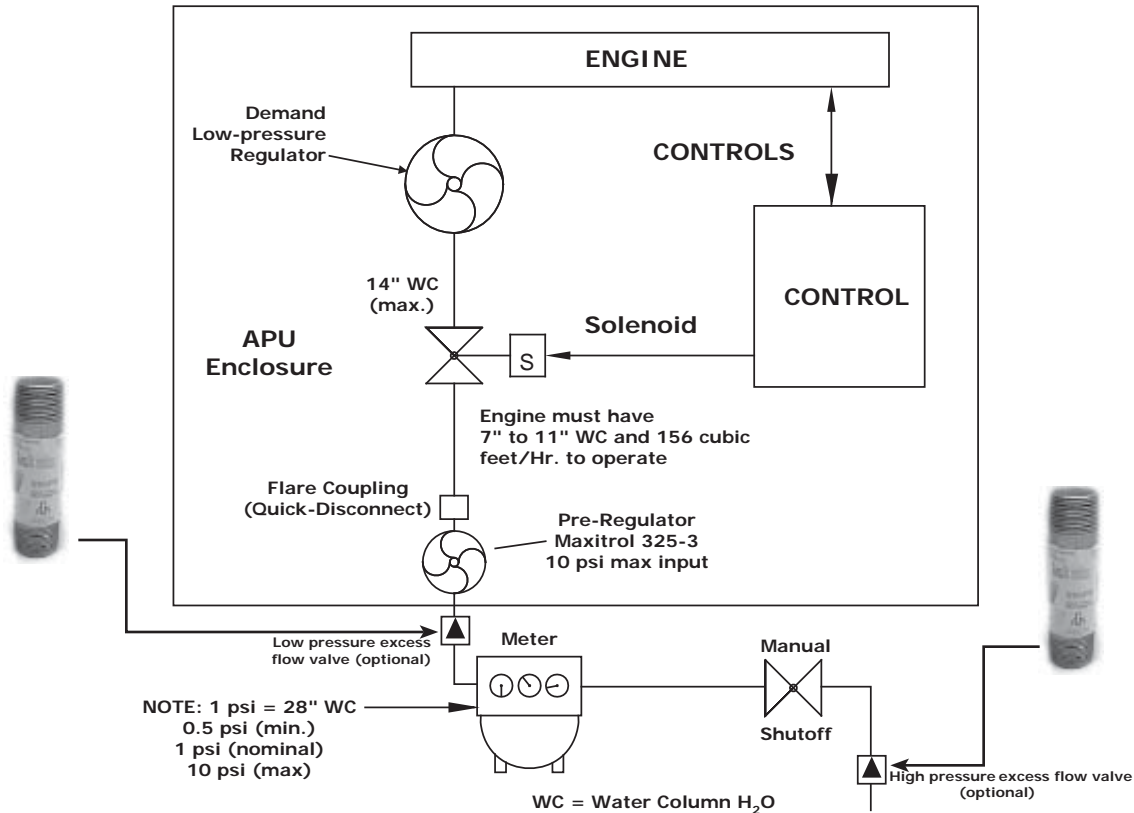 ENGINE
Demand
Low-pressure
Regulator
CONTROLS
14" WC
(max.)
CONTROL
Solenoid
S
APU
Enclosure
Engine must have
7" to 11" WC and 156 cubic
feet/Hr. to operate
Flare Coupling
(Quick-Disconnect)
Pre-Regulator
Maxitrol 325-3
10 psi max input
Low pressure excess
flow valve (optional)
Meter
Manual
Shutoff
NOTE: 1 psi = 28" WC
0.5 psi (min.)
1 psi (nominal)
10 psi (max)
High pressure excess flow valve
(optional)
WC = Water Column H₂O